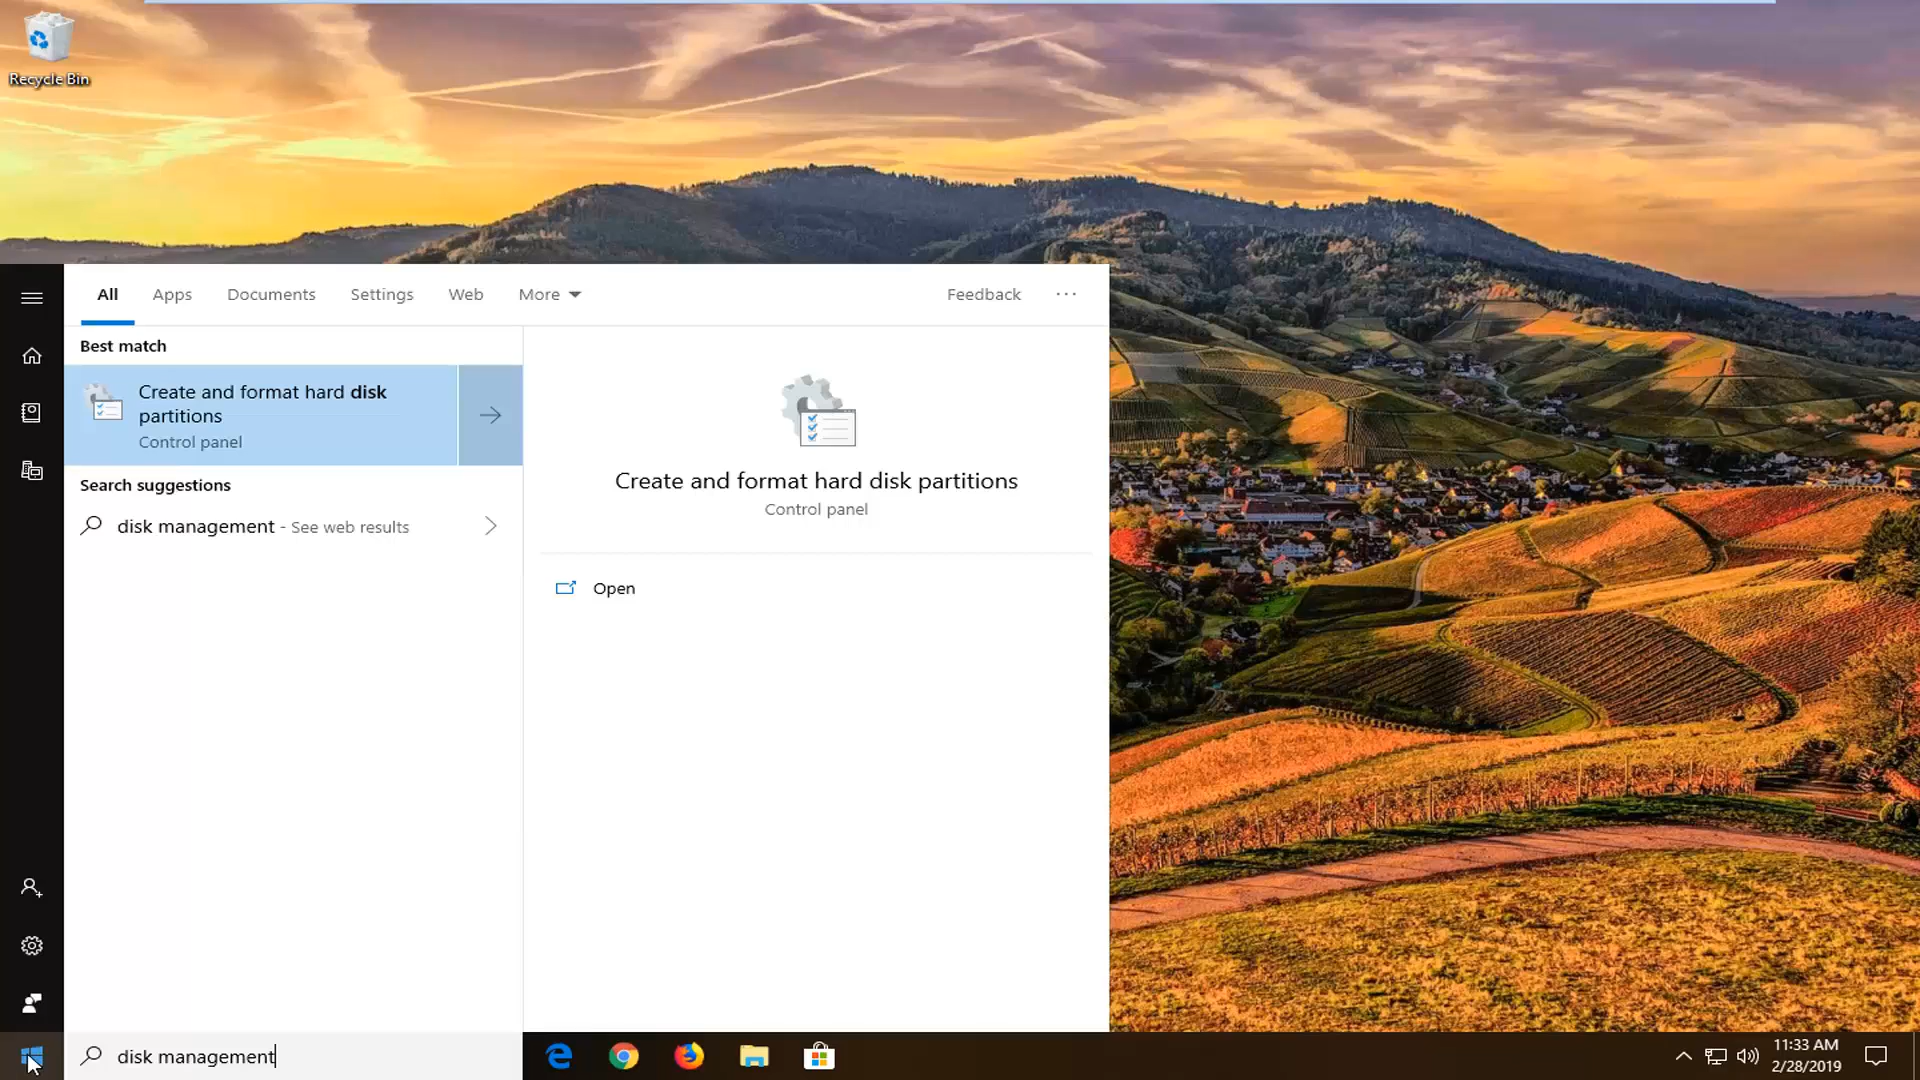 Recycle Bin
All Apps Documents Settings Web More Feedback ···
Best match
Create and format hard disk
partitions
Control panel
Search suggestions
disk management - See web results
Create and format hard disk partitions
Control panel
Open
disk management
11:33 AM
2/28/2019